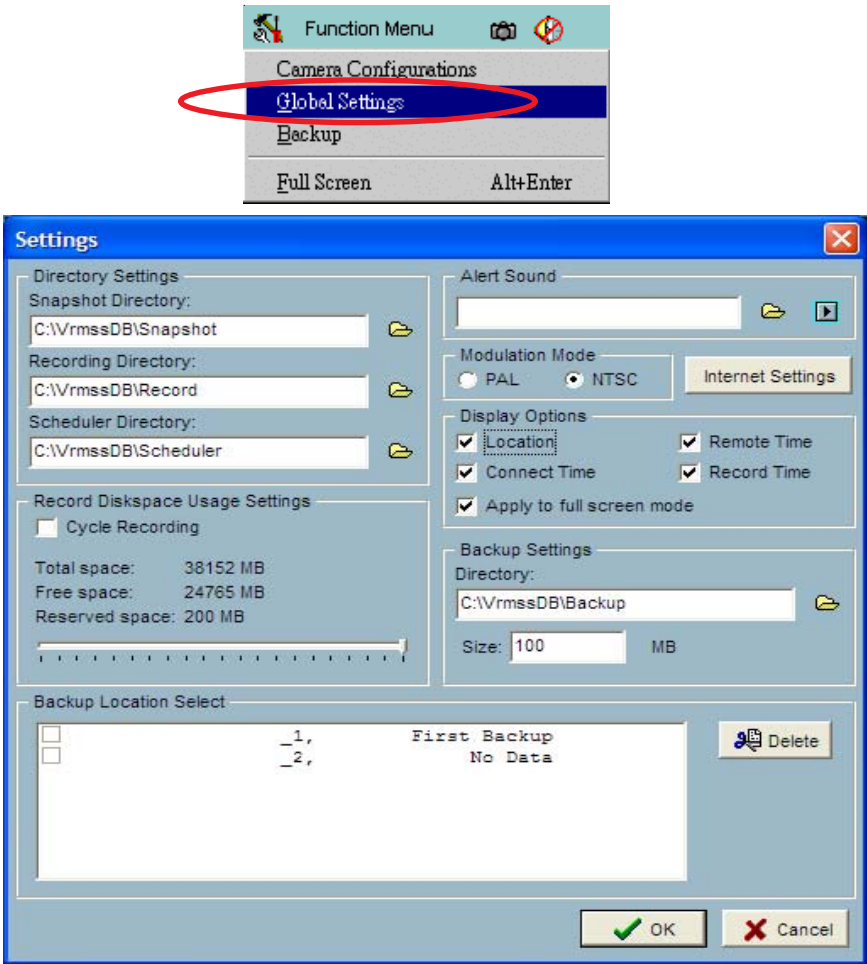 Function Menu
Camera Configurations
Global Settings
Backup
Full Screen Alt+Enter
Settings
Directory Settings
Snapshot Directory:
C:\VrmssDB\Snapshot
Recording Directory:
C:\VrmssDB\Record
Scheduler Directory:
C:\VrmssDB\Scheduler
Record Diskspace Usage Settings
Cycle Recording
Total space: 38152 MB
Free space: 24765 MB
Reserved space: 200 MB
Alert Sound
Modulation Mode
PAL NTSC
Internet Settings
Display Options
Location Remote Time
Connect Time Record Time
Apply to full screen mode
Backup Settings
Directory:
C:\VrmssDB\Backup
Size: 100 MB
Backup Location Select
_1, First Backup
_2, No Data
Delete
OK Cancel